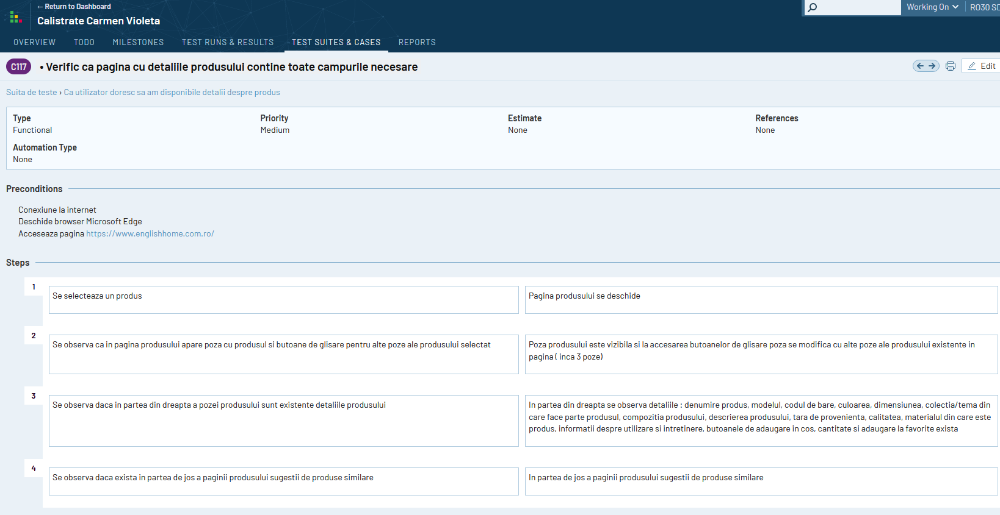 ← Return to Dashboard
Calistrate Carmen Violeta
Working On
RO30 SD
OVERVIEW TODO MILESTONES TEST RUNS & RESULTS TEST SUITES & CASES REPORTS
C117 • Verific ca pagina cu detaliile produsului contine toate campurile necesare
Edit
Suita de teste › Ca utilizator doresc sa am disponibile detalii despre produs
Type Priority Estimate References
Functional Medium None None
Automation Type
None
Preconditions
Conexiune la internet
Deschide browser Microsoft Edge
Acceseaza pagina https://www.englishhome.com.ro/
Steps
1
Se selecteaza un produs
Pagina produsului se deschide
2
Se observa ca in pagina produsului apare poza cu produsul si butoane de glisare pentru alte poze ale produsului selectat
Poza produsului este vizibila si la accesarea butoanelor de glisare poza se modifica cu alte poze ale produsului existente in
pagina ( inca 3 poze)
3
Se observa daca in partea din dreapta a pozei produsului sunt existente detaliile produsului
In partea din dreapta se observa detaliile : denumire produs, modelul, codul de bare, culoarea, dimensiunea, colectia/tema din
care face parte produsul, compozitia produsului, descrierea produsului, tara de provenienta, calitatea, materialul din care este
produs, informatii despre utilizare si intretinere, butoanele de adaugare in cos, cantitate si adaugare la favorite exista
4
Se observa daca exista in partea de jos a paginii produsului sugestii de produse similare
In partea de jos a paginii produsului sugestii de produse similare